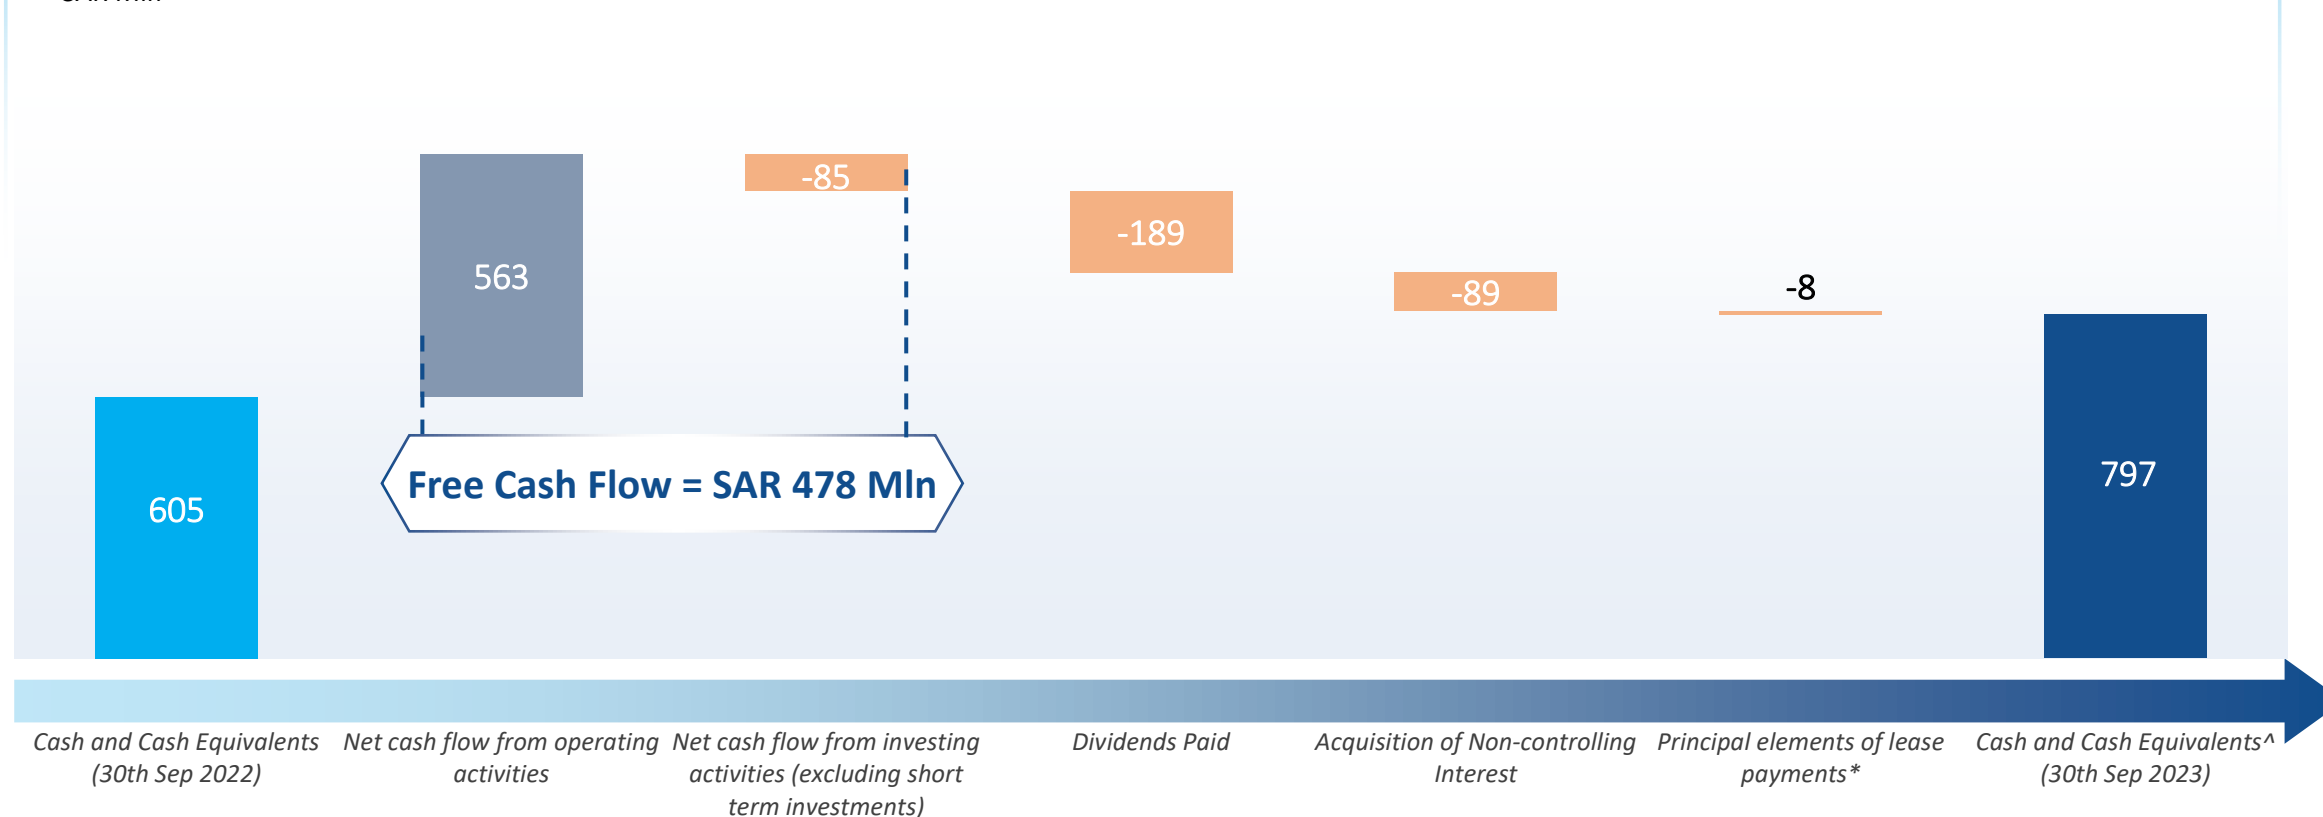 563
-85
-189
-89
-8
605
797
Free Cash Flow = SAR 478 Mln
Cash and Cash Equivalents
(30th Sep 2022)
Net cash flow from operating
activities
Net cash flow from investing
activities (excluding short
term investments)
Dividends Paid
Acquisition of Non-controlling
Interest
Principal elements of lease
payments*
Cash and Cash Equivalents^
(30th Sep 2023)